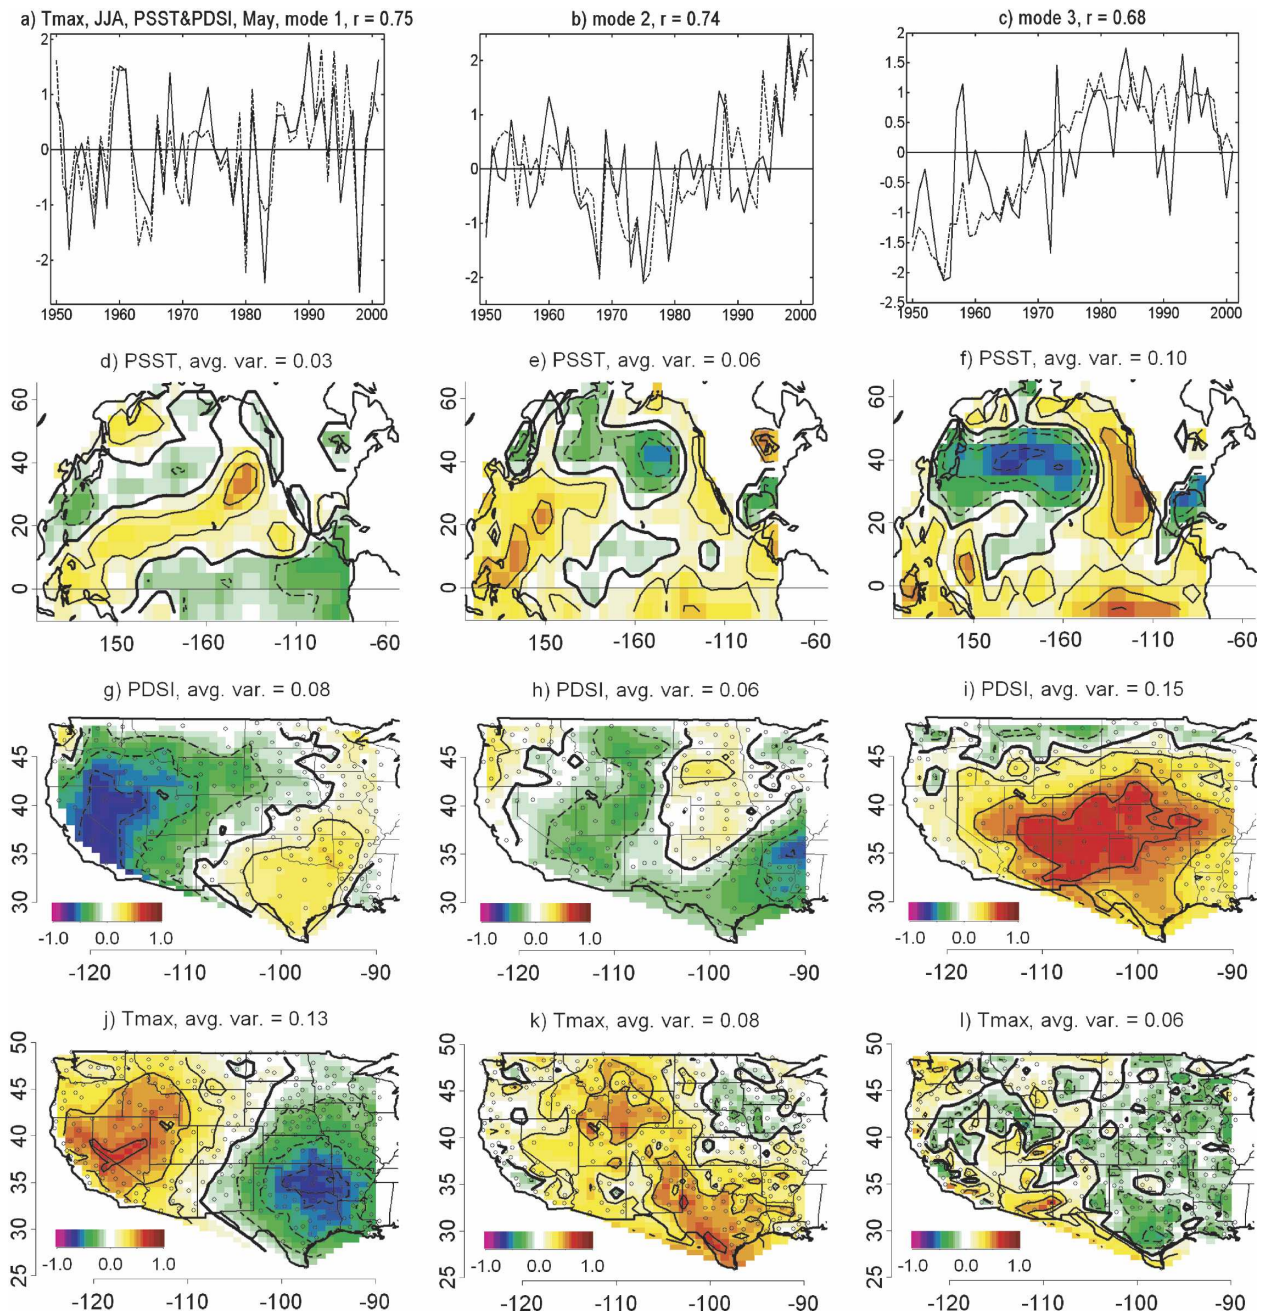 a) Tmax, JJA, PSST&PDSI, May, mode 1, r = 0.75
b) mode 2, r = 0.74
c) mode 3, r = 0.68
2
1
0
-1
-2
1950 1960 1970 1980 1990 2000
2.5
2
1
0
-1
-2
1950 1960 1970 1980 1990 2000
2
1.5
1
0.5
0
-0.5
-1
-1.5
-2
-2.5
1950 1960 1970 1980 1990 2000
d) PSST, avg. var. = 0.03
e) PSST, avg. var. = 0.06
f) PSST, avg. var. = 0.10
60
40
20
0
150 -160 -110 -60
60
40
20
0
150 -160 -110 -60
60
40
20
0
150 -160 -110 -60
g) PDSI, avg. var. = 0.08
h) PDSI, avg. var. = 0.06
i) PDSI, avg. var. = 0.15
45
40
35
30
-1.0 0.0 1.0
-120 -110 -100 -90
45
40
35
30
-1.0 0.0 1.0
-120 -110 -100 -90
45
40
35
30
-1.0 0.0 1.0
-120 -110 -100 -90
j) Tmax, avg. var. = 0.13
k) Tmax, avg. var. = 0.08
l) Tmax, avg. var. = 0.06
50
45
40
35
30
25
-1.0 0.0 1.0
-120 -110 -100 -90
50
45
40
35
30
25
-1.0 0.0 1.0
-120 -110 -100 -90
50
45
40
35
30
25
-1.0 0.0 1.0
-120 -110 -100 -90